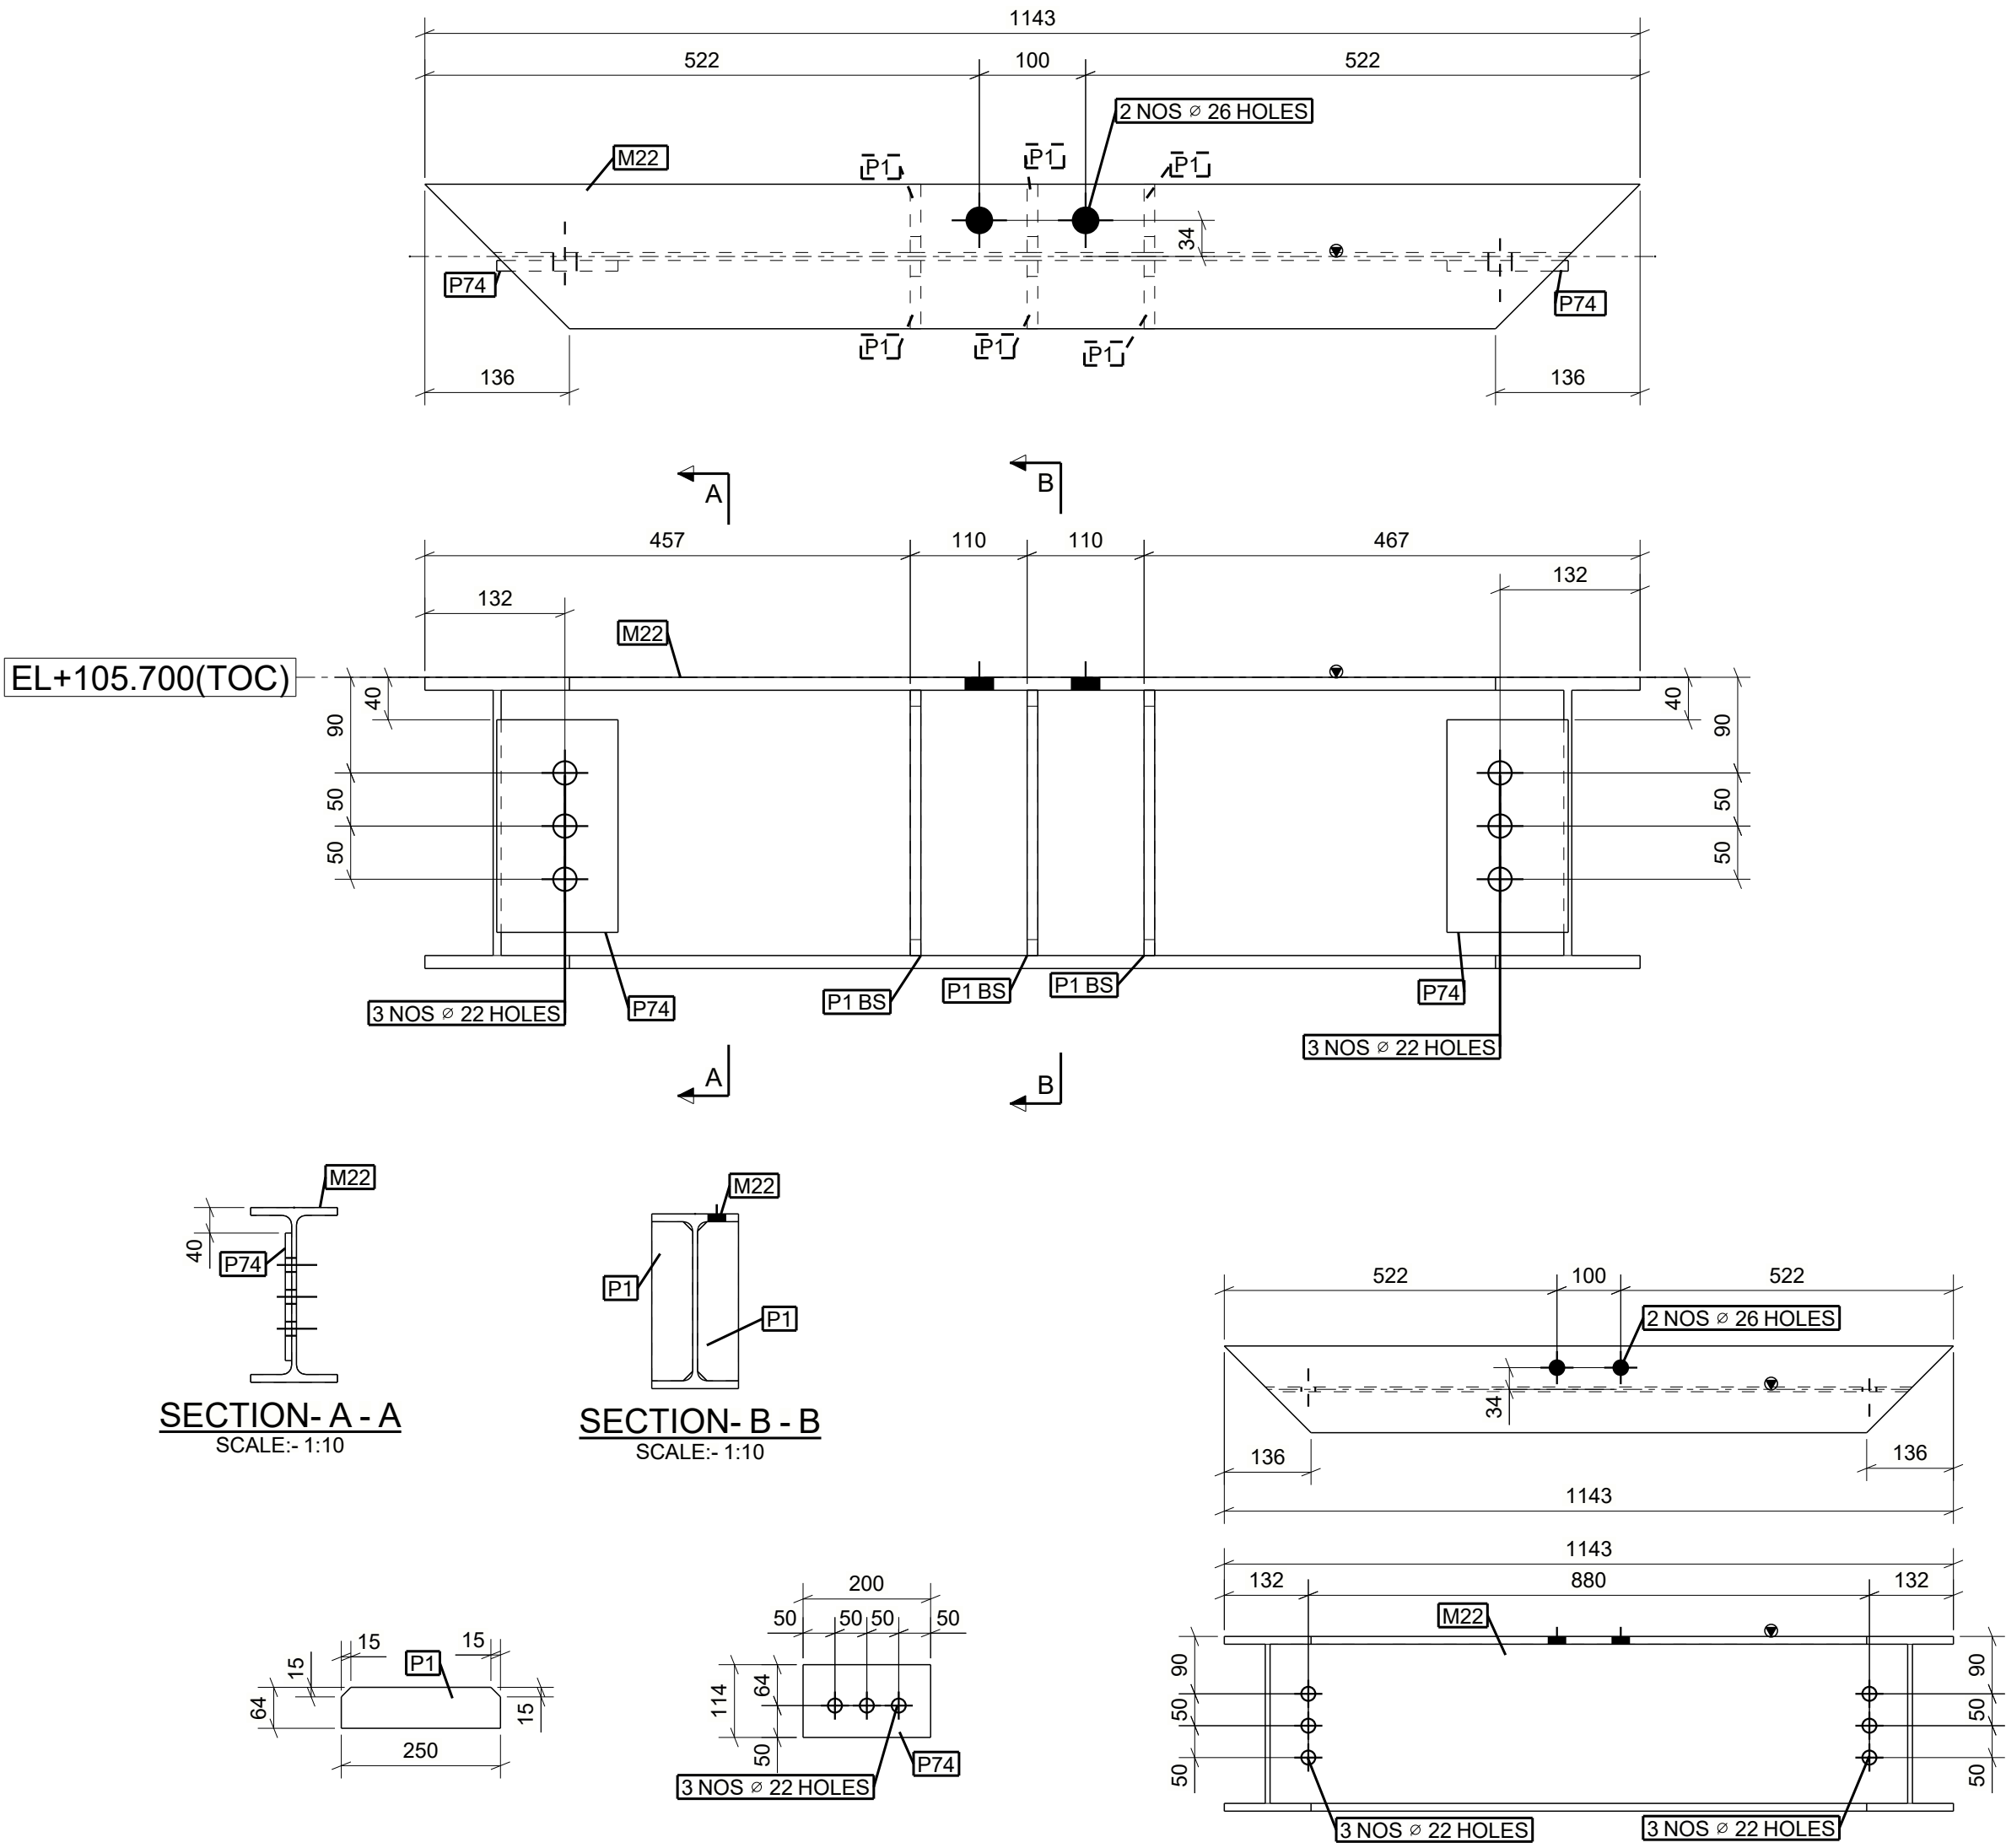 1143
522 100 522
2 NOS ⌀ 26 HOLES
M22
P1 P1 P1
34
P74 P74
P1 P1 P1
136 136
A B
457 110 110 467
132 132
M22
EL+105.700(TOC)
40 40
90 90
50 50
50 50
P1 BS P1 BS P1 BS
P74 P74
3 NOS ⌀ 22 HOLES
3 NOS ⌀ 22 HOLES
A B
M22
40
P74
SECTION- A - A
SCALE:- 1:10
M22
P1
P1
SECTION- B - B
SCALE:- 1:10
522 100 522
2 NOS ⌀ 26 HOLES
34
136 136
1143
15 15
15
P1
64
15
250
200
50 50 50 50
114
64
50
P74
3 NOS ⌀ 22 HOLES
1143
132 880 132
M22
90 90
50 50
50 50
3 NOS ⌀ 22 HOLES 3 NOS ⌀ 22 HOLES